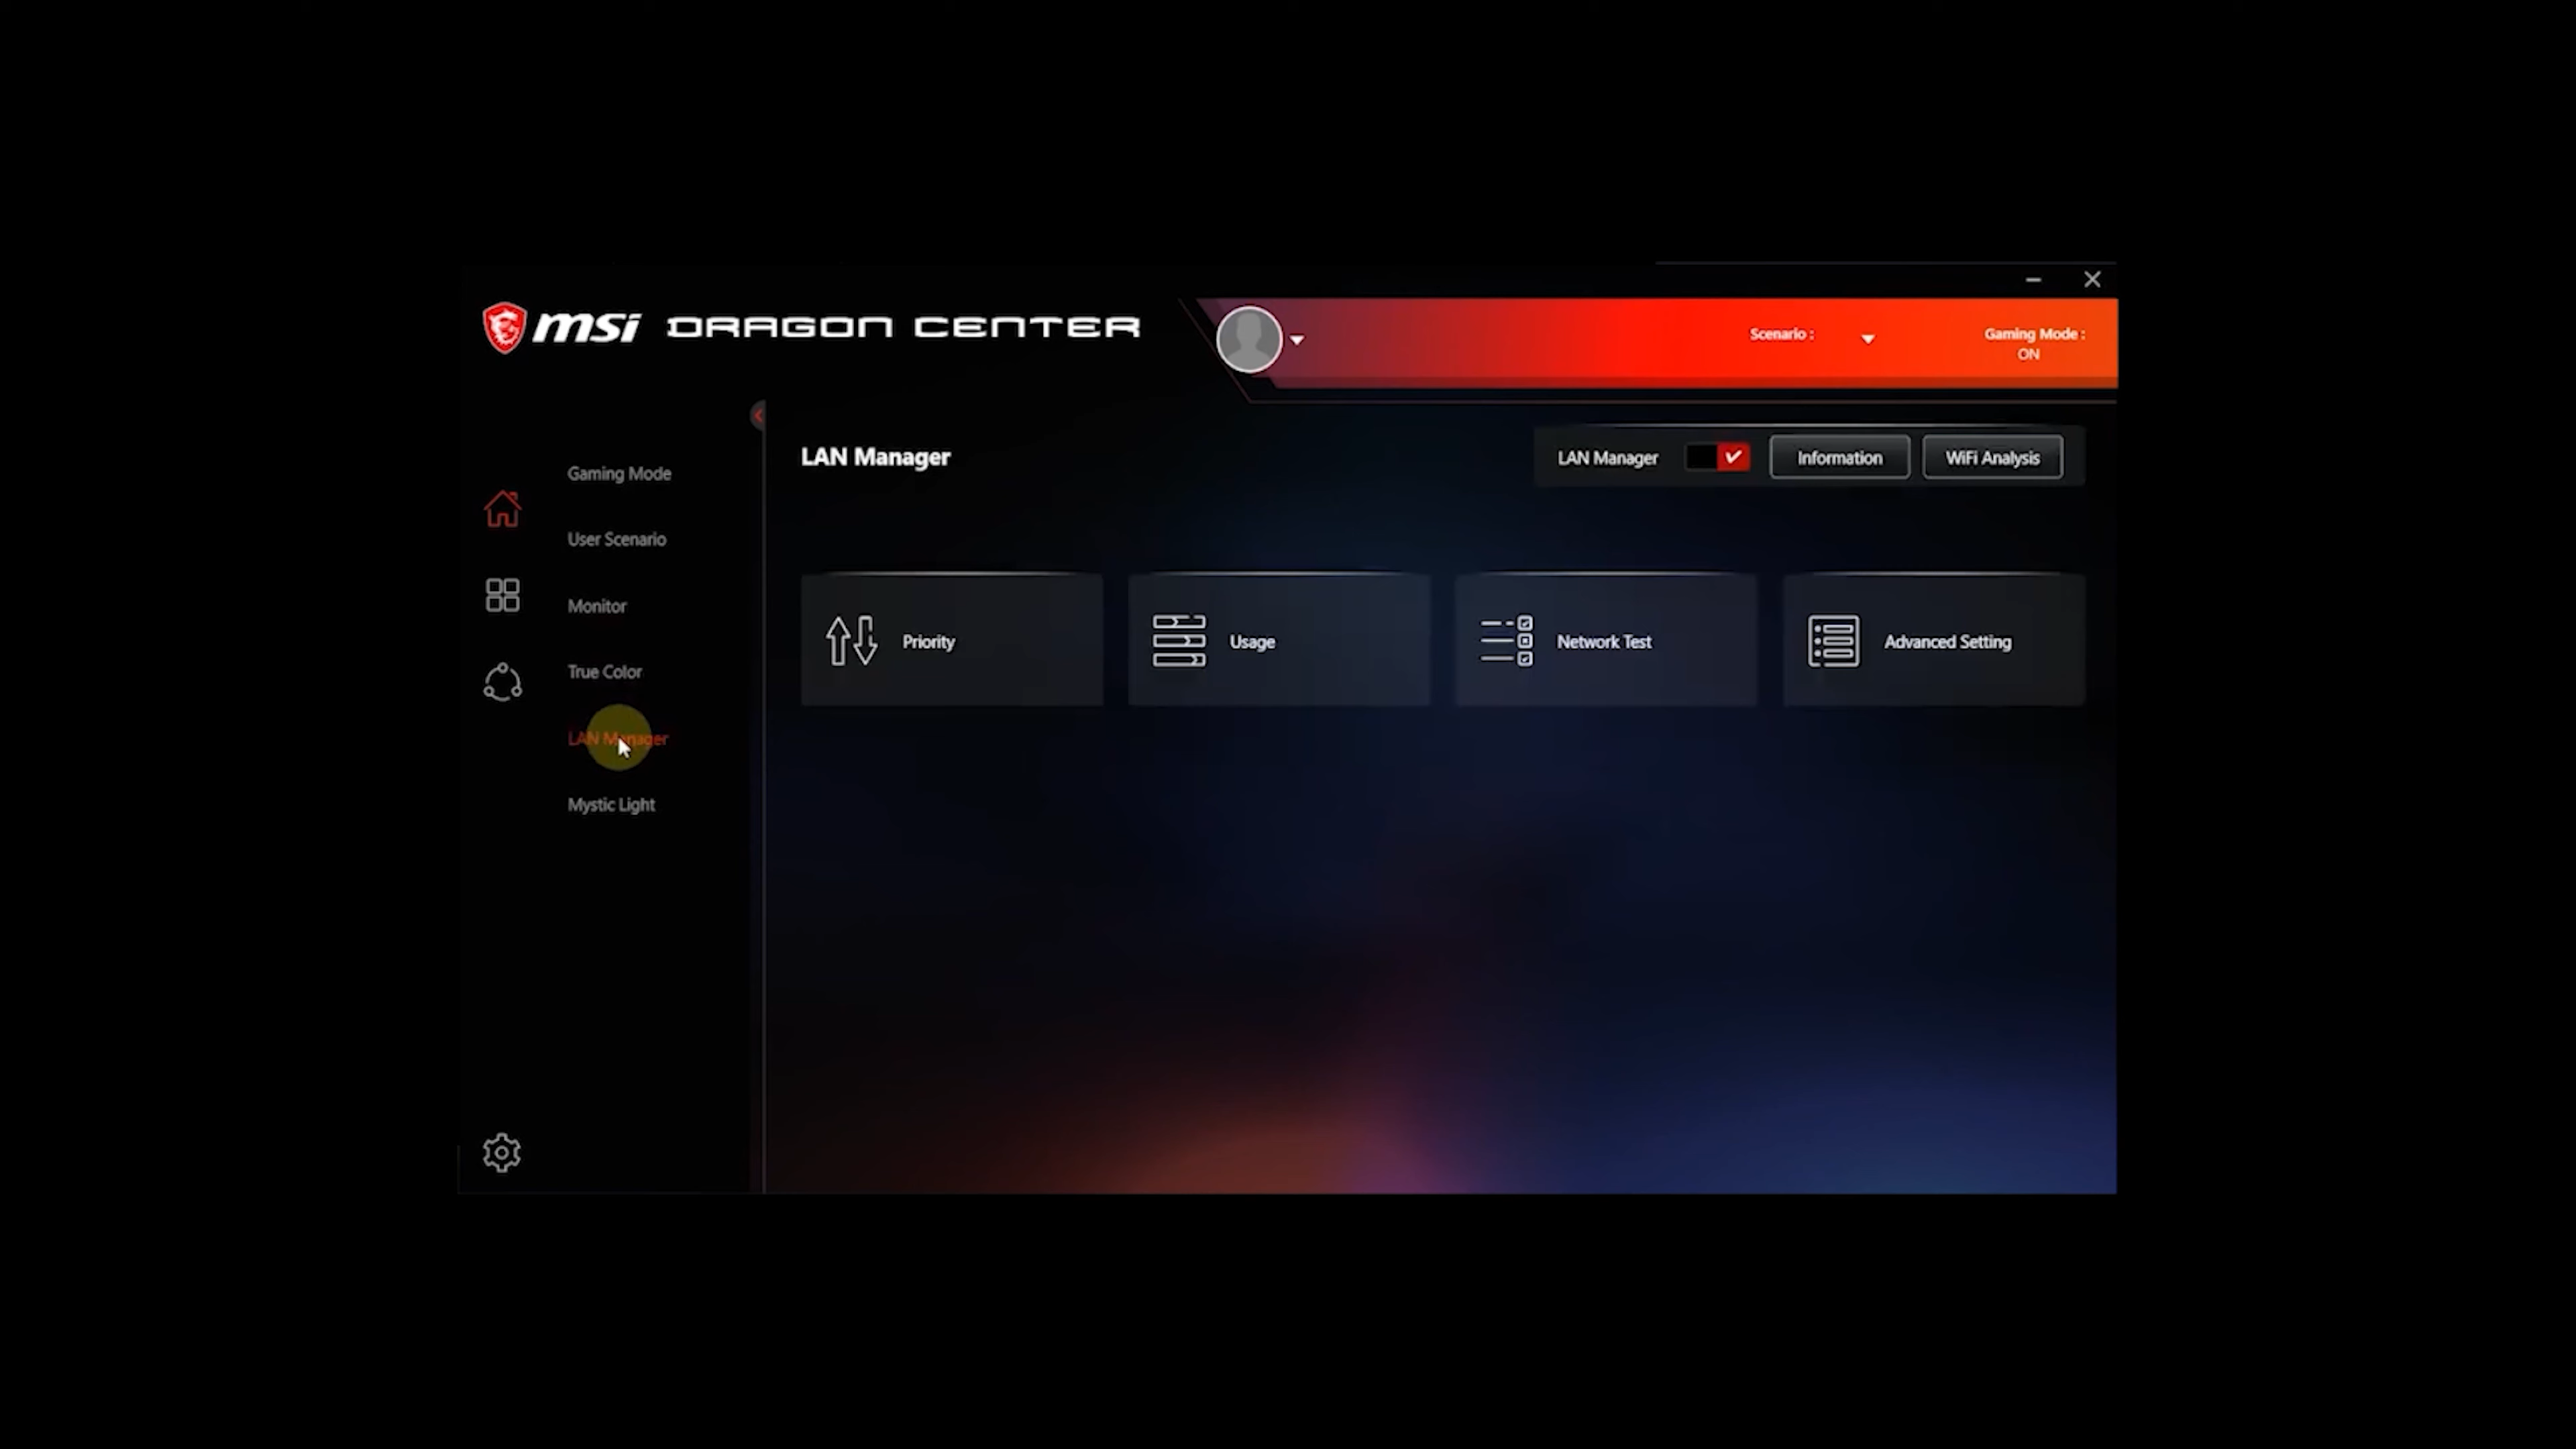 msi DRAGON CENTER
Scenario :
Gaming Mode :
ON
LAN Manager
LAN Manager
Information
WiFi Analysis
Gaming Mode
User Scenario
Monitor
True Color
LAN Manager
Mystic Light
Priority
Usage
Network Test
Advanced Setting